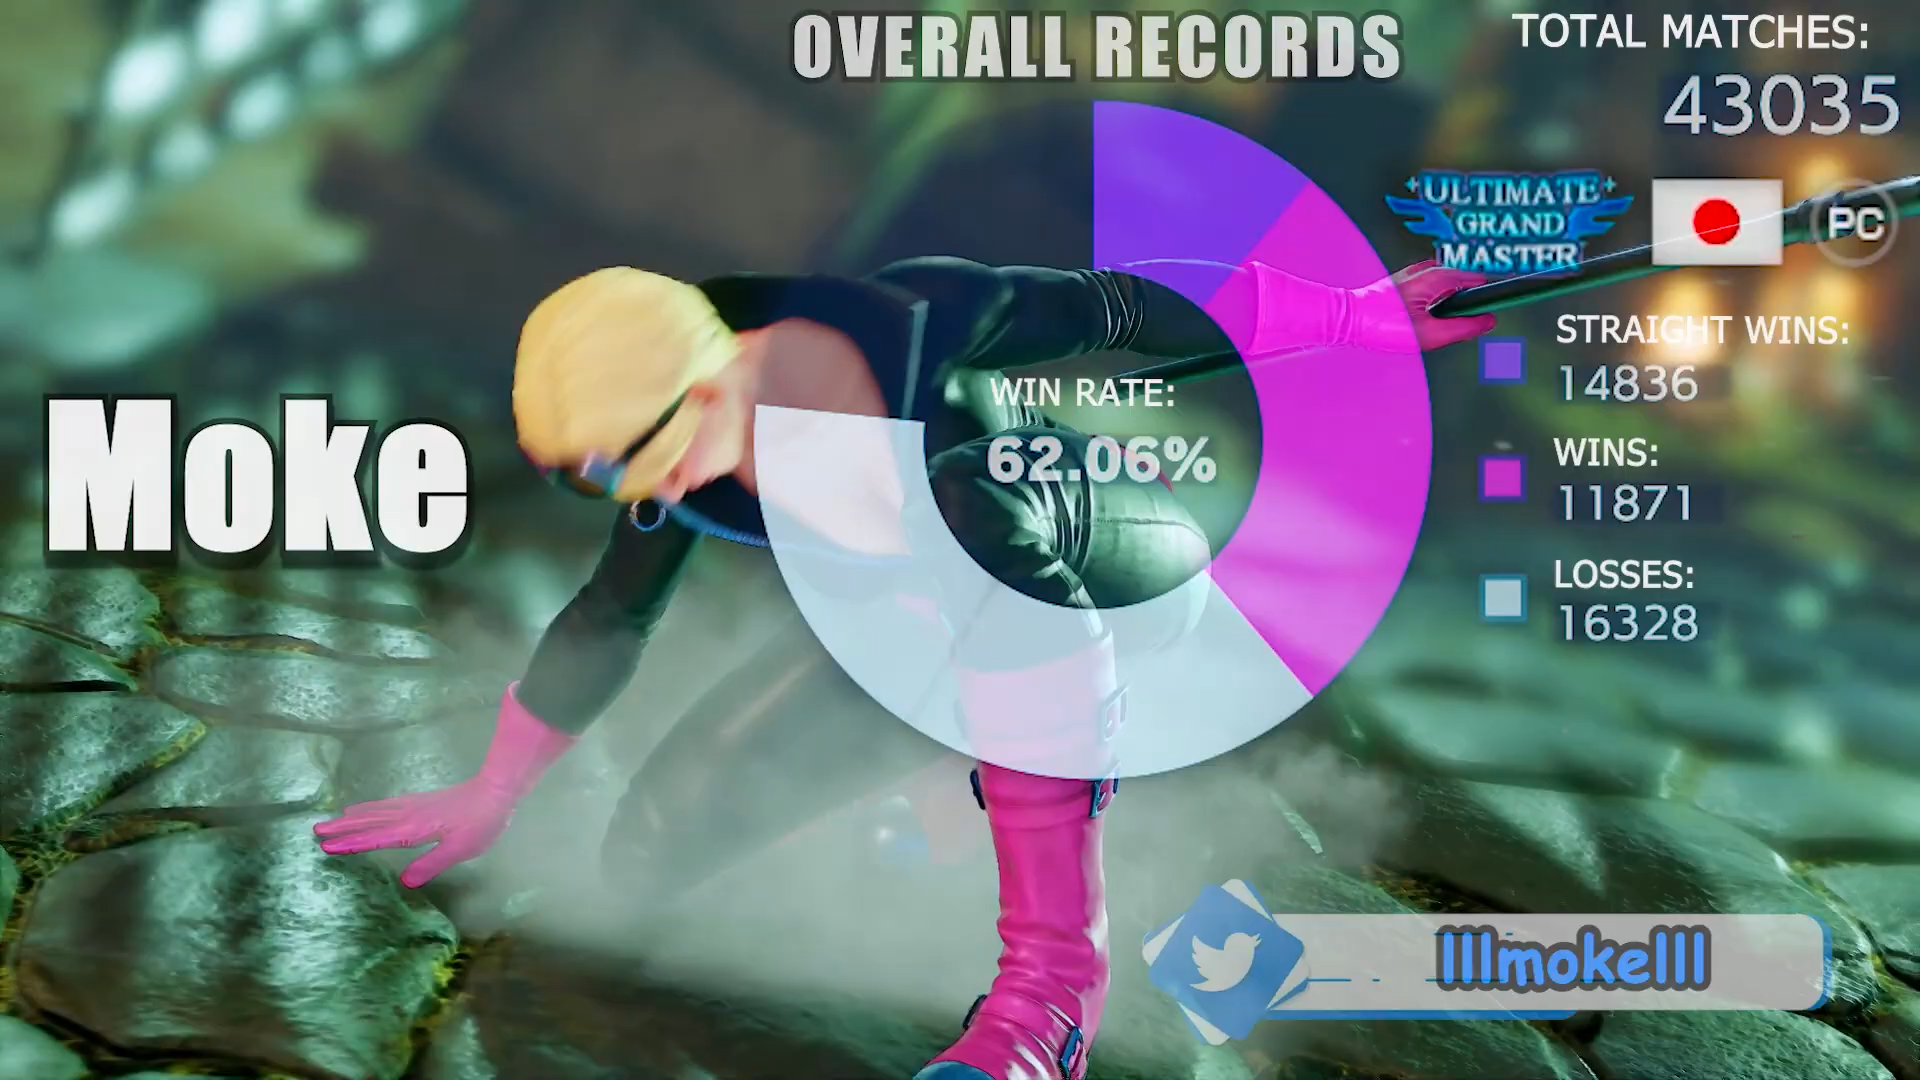 OVERALL RECORDS
TOTAL MATCHES:
43035
ULTIMATE
GRAND
MASTER
PC
STRAIGHT WINS:
14836
WIN RATE:
62.06%
WINS:
11871
Moke
LOSSES:
16328
lllmokelll